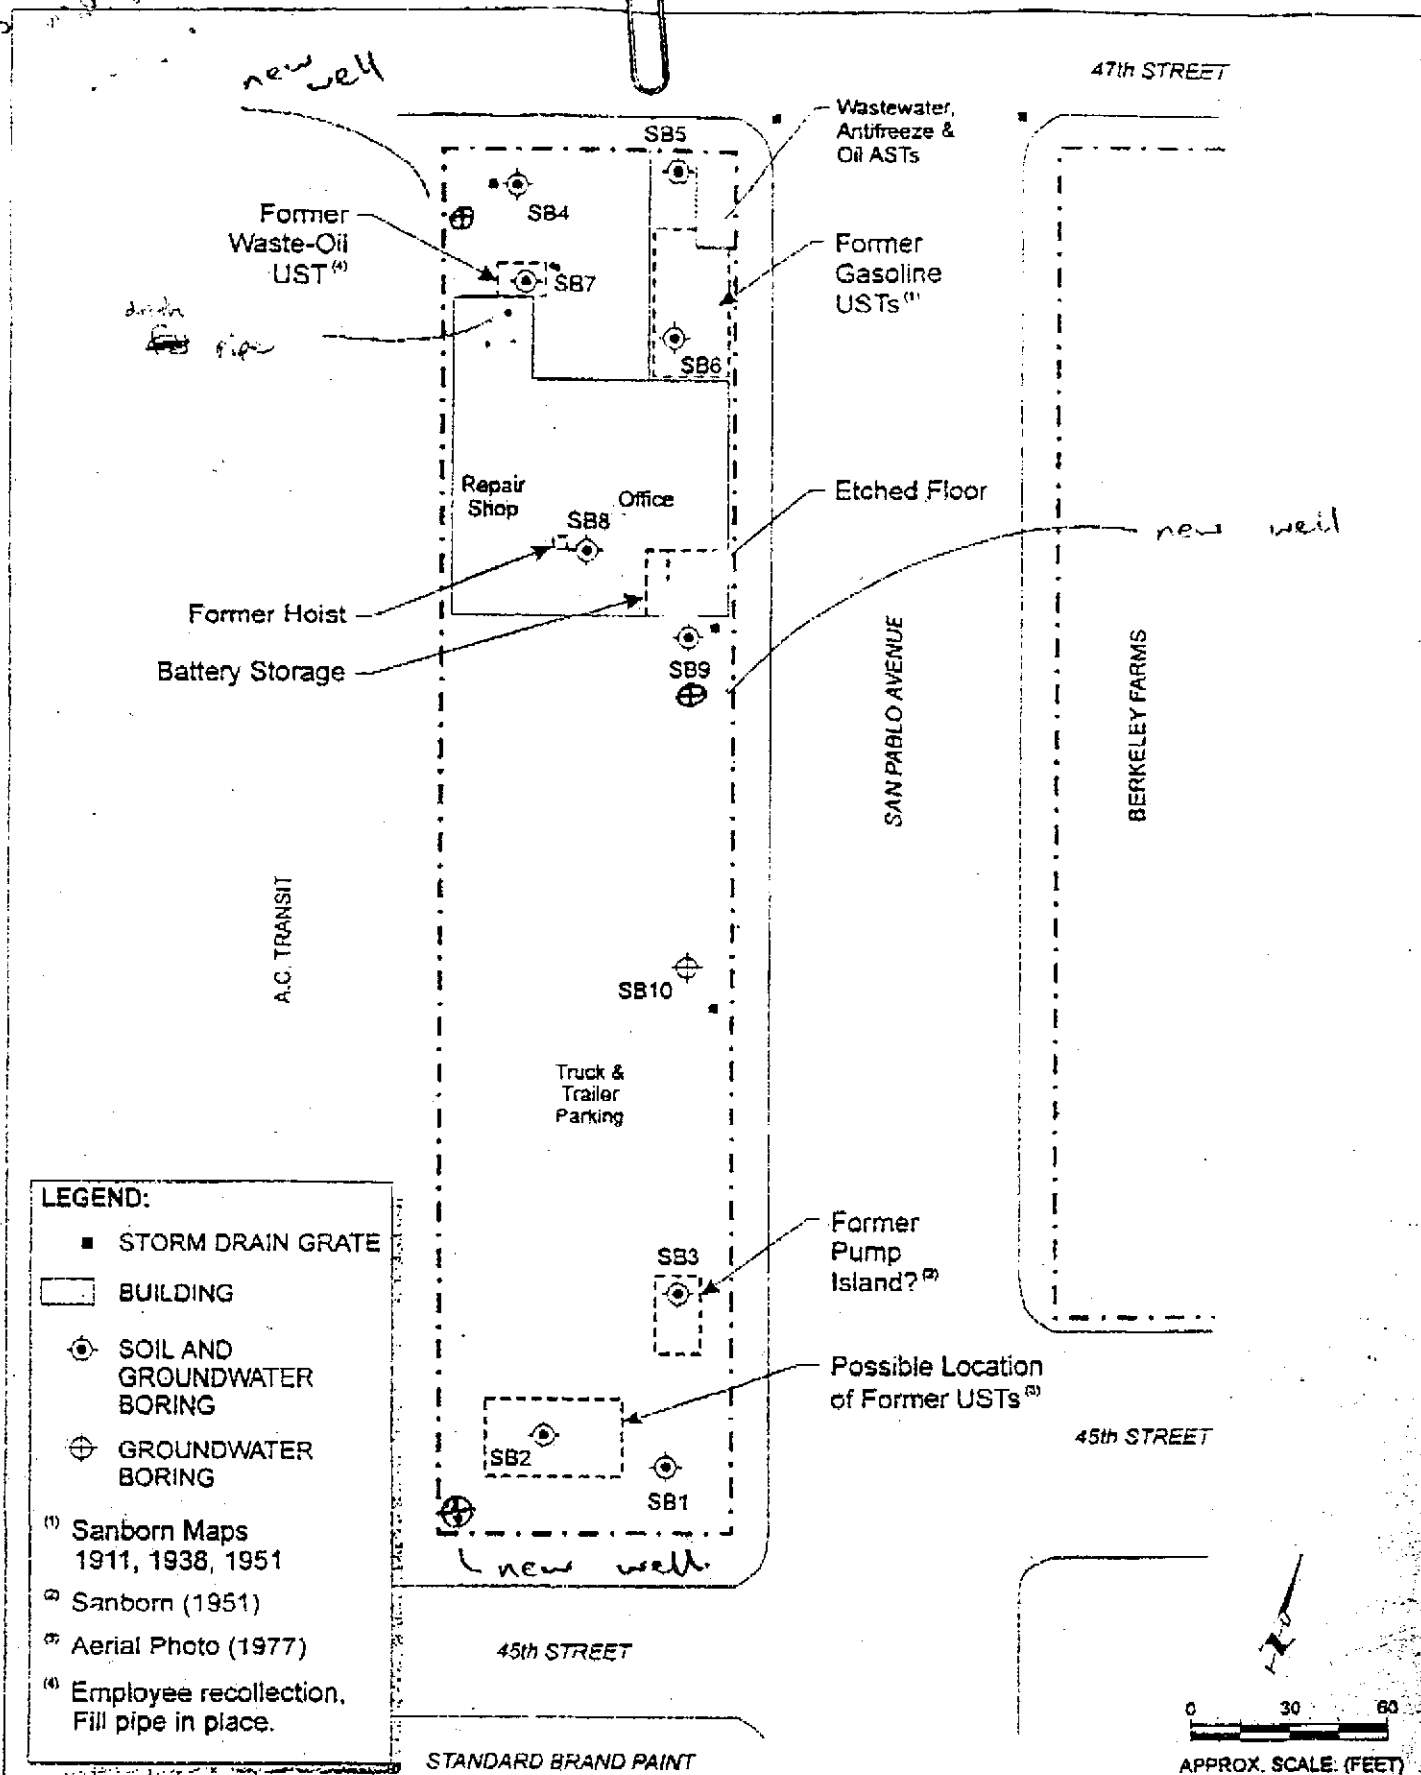 new well
47th STREET
Wastewater,
Antifreeze &
Oil ASTs
SB5
SB4
Former
Waste-Oil
UST (4)
SB7
Former
Gasoline
USTs (1)
drain
pipe
SB6
Repair
Shop
Office
SB8
Etched Floor
new well
Former Hoist
Battery Storage
SB9
SAN PABLO AVENUE
BERKELEY FARMS
A.C. TRANSIT
SB10
Truck &
Trailer
Parking
LEGEND:
STORM DRAIN GRATE
BUILDING
SOIL AND
GROUNDWATER
BORING
GROUNDWATER
BORING
(1) Sanborn Maps
1911, 1938, 1951
(2) Sanborn (1951)
(3) Aerial Photo (1977)
(4) Employee recollection,
Fill pipe in place.
SB3
Former
Pump
Island? (2)
Possible Location
of Former USTs (3)
SB2
SB1
45th STREET
new well.
45th STREET
STANDARD BRAND PAINT
N
0 30 60
APPROX. SCALE: (FEET)